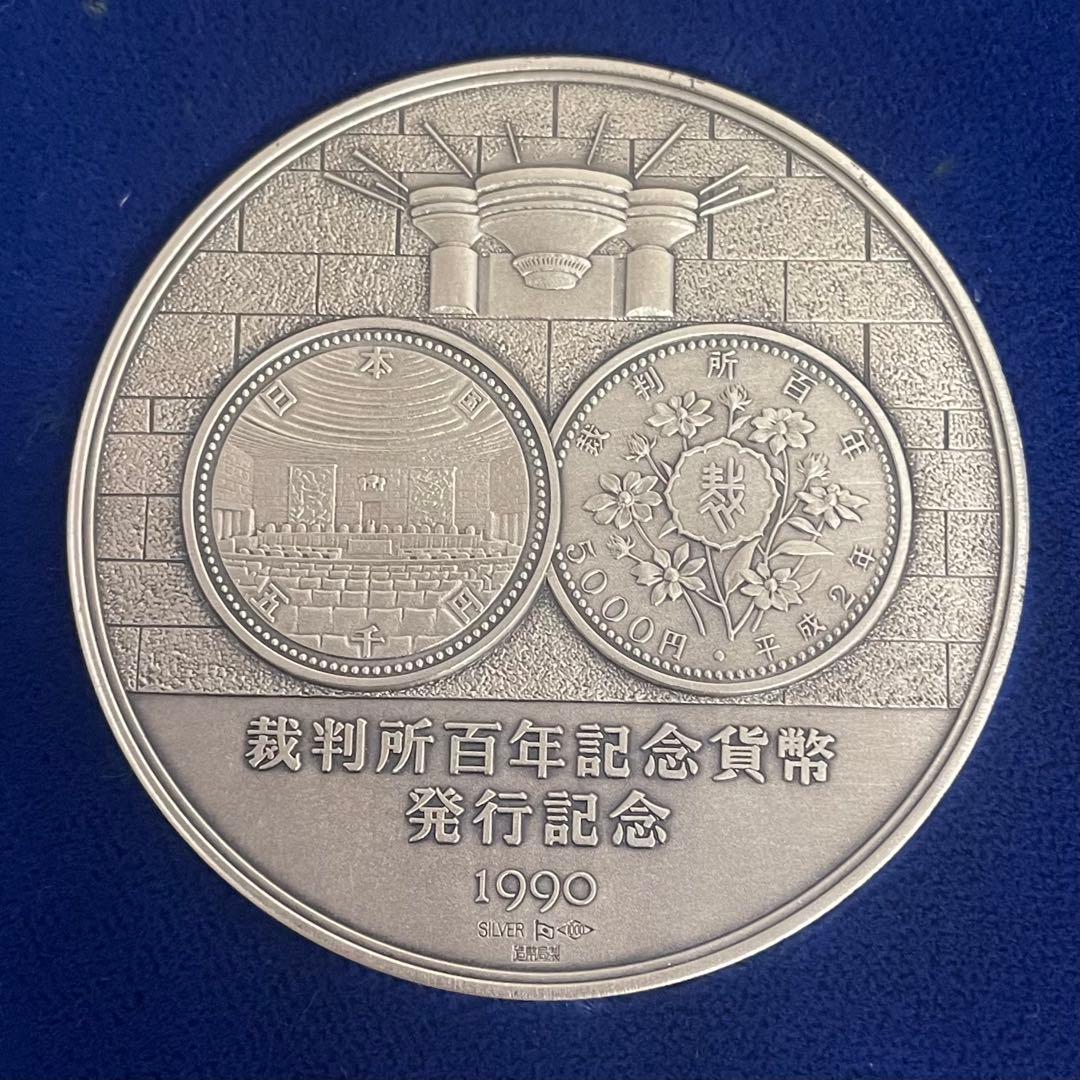 日本国
五千円
裁判所百年
裁
5000円・平成2年
裁判所百年記念貨幣
発行記念
1990
SILVER 1000
造幣局製